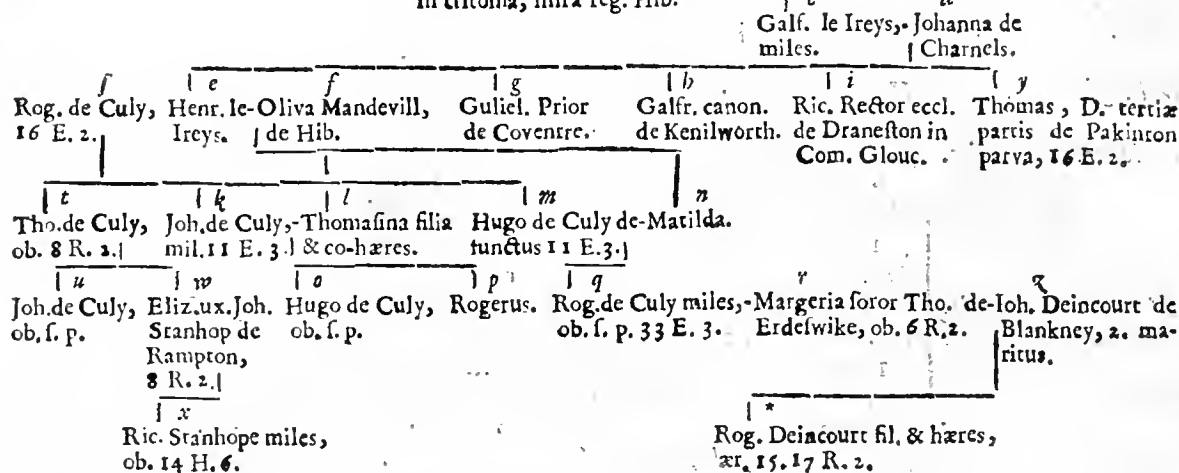 in [illegible], infra reg. Hib.
t u
Galf. le Ireys,-Johanna de
miles. Charnels.
ſ e f g h i y
Rog. de Culy, Henr. le-Oliva Mandevill, Guliel. Prior Galfr. canon. Ric. Rector eccl. Thomas, D. tertiæ
16 E. 2. Ireys. de Hib. de Coventre. de Kenilworth. de Draneſton in partis de Pakinton
Com. Glouc. parva, 16 E. 2.
t k l m n
Tho. de Culy, Joh. de Culy,-Thomaſina filia Hugo de Culy de-Matilda.
ob. 8 R. 2. mil. 11 E. 3. & co-hæres. functus 11 E. 3.
u w o p q r z
Joh. de Culy, Eliz. ux. Joh. Hugo de Culy, Rogerus. Rog. de Culy miles,-Margeria ſoror Tho. de-Joh. Deincourt de
ob. ſ. p. Stanhop de ob. ſ. p. ob. ſ. p. 33 E. 3. Erdeſwike, ob. 6 R. 2. Blankney, 2. ma-
Rampton, ritus.
8 R. 2.
x *
Ric. Stanhope miles, Rog. Deincourt fil. & hæres,
ob. 14 H. 6. æt. 15. 17 R. 2.